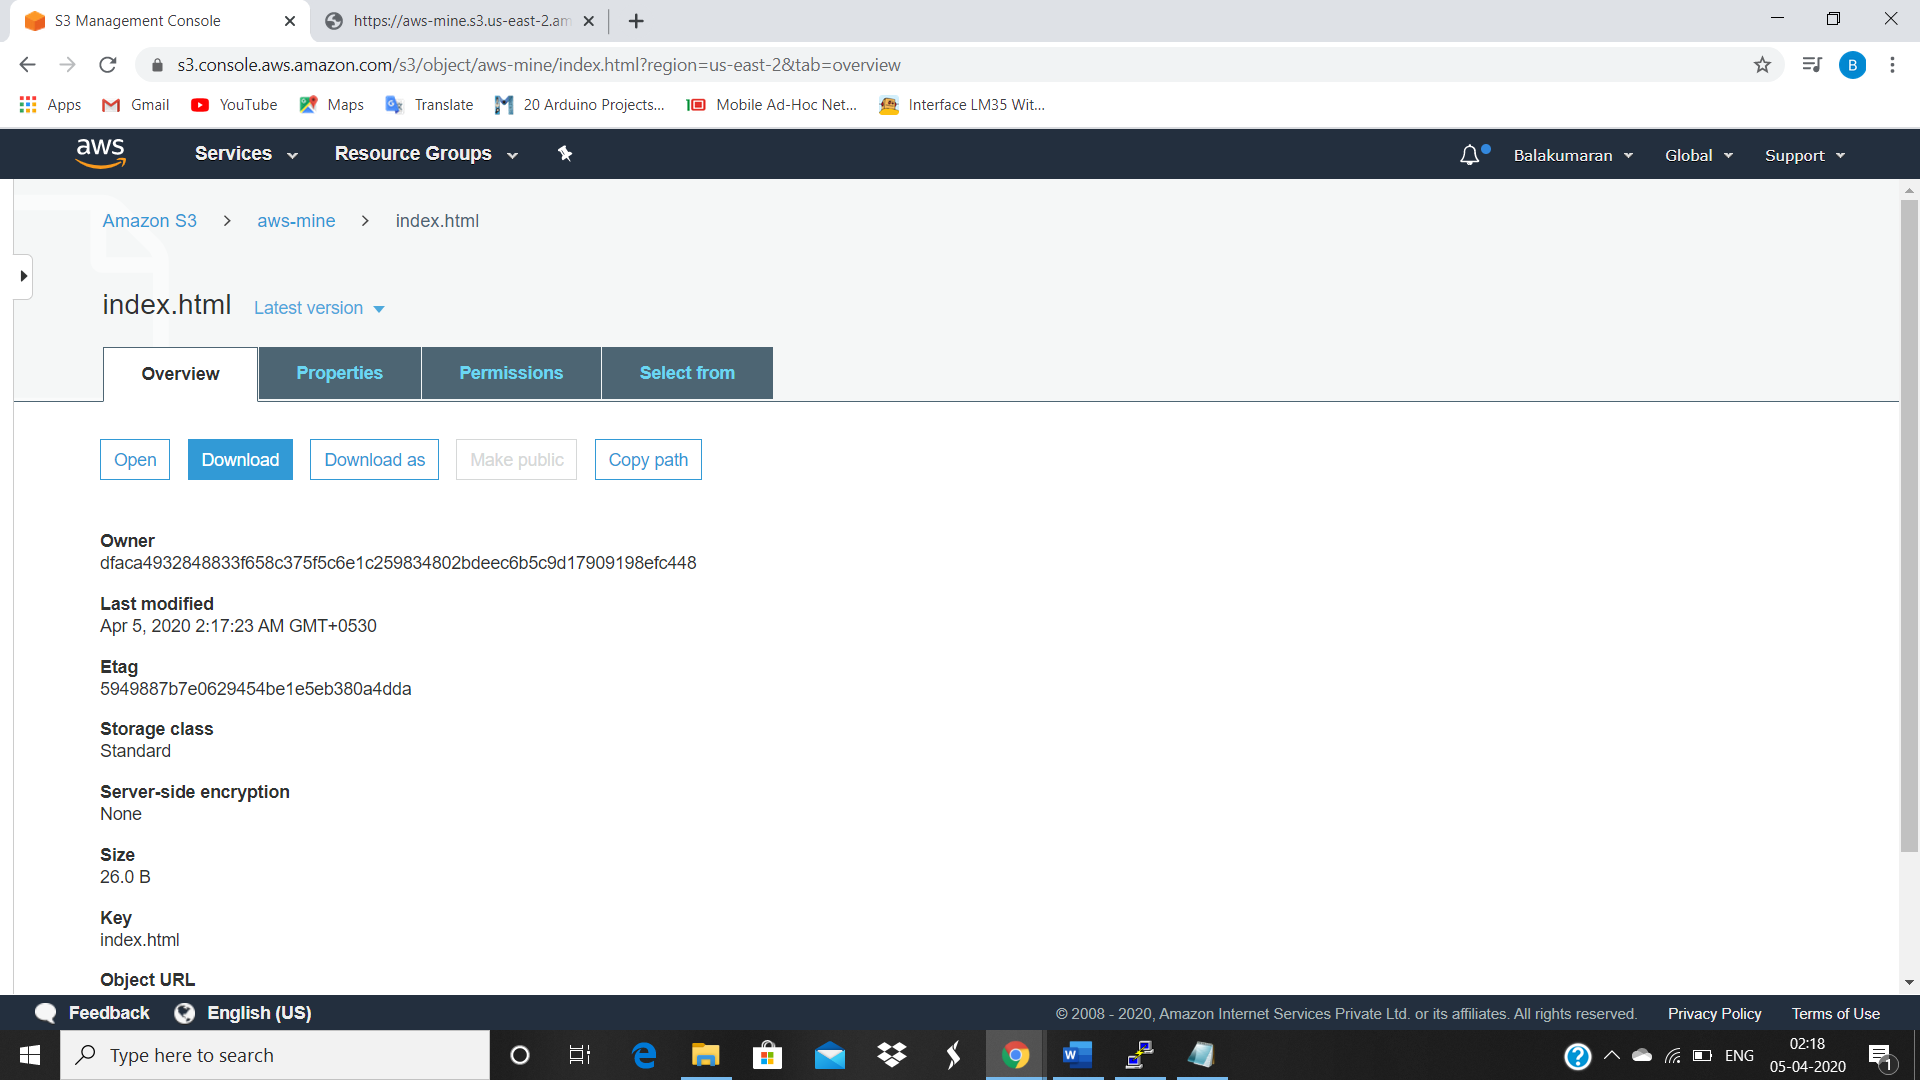 S3 Management Console
https://aws-mine.s3.us-east-2.am
s3.console.aws.amazon.com/s3/object/aws-mine/index.html?region=us-east-2&tab=overview
B
Apps
Gmail
YouTube
Maps
Translate
20 Arduino Projects...
Mobile Ad-Hoc Net...
Interface LM35 Wit...
aws
Services
Resource Groups
Balakumaran
Global
Support
Amazon S3 > aws-mine > index.html
index.html
Latest version
Overview
Properties
Permissions
Select from
Open
Download
Download as
Make public
Copy path
Owner
dfaca4932848833f658c375f5c6e1c259834802bdeec6b5c9d17909198efc448
Last modified
Apr 5, 2020 2:17:23 AM GMT+0530
Etag
5949887b7e0629454be1e5eb380a4dda
Storage class
Standard
Server-side encryption
None
Size
26.0 B
Key
index.html
Object URL
Feedback
English (US)
© 2008 - 2020, Amazon Internet Services Private Ltd. or its affiliates. All rights reserved.
Privacy Policy
Terms of Use
Type here to search
ENG
02:18
05-04-2020
1